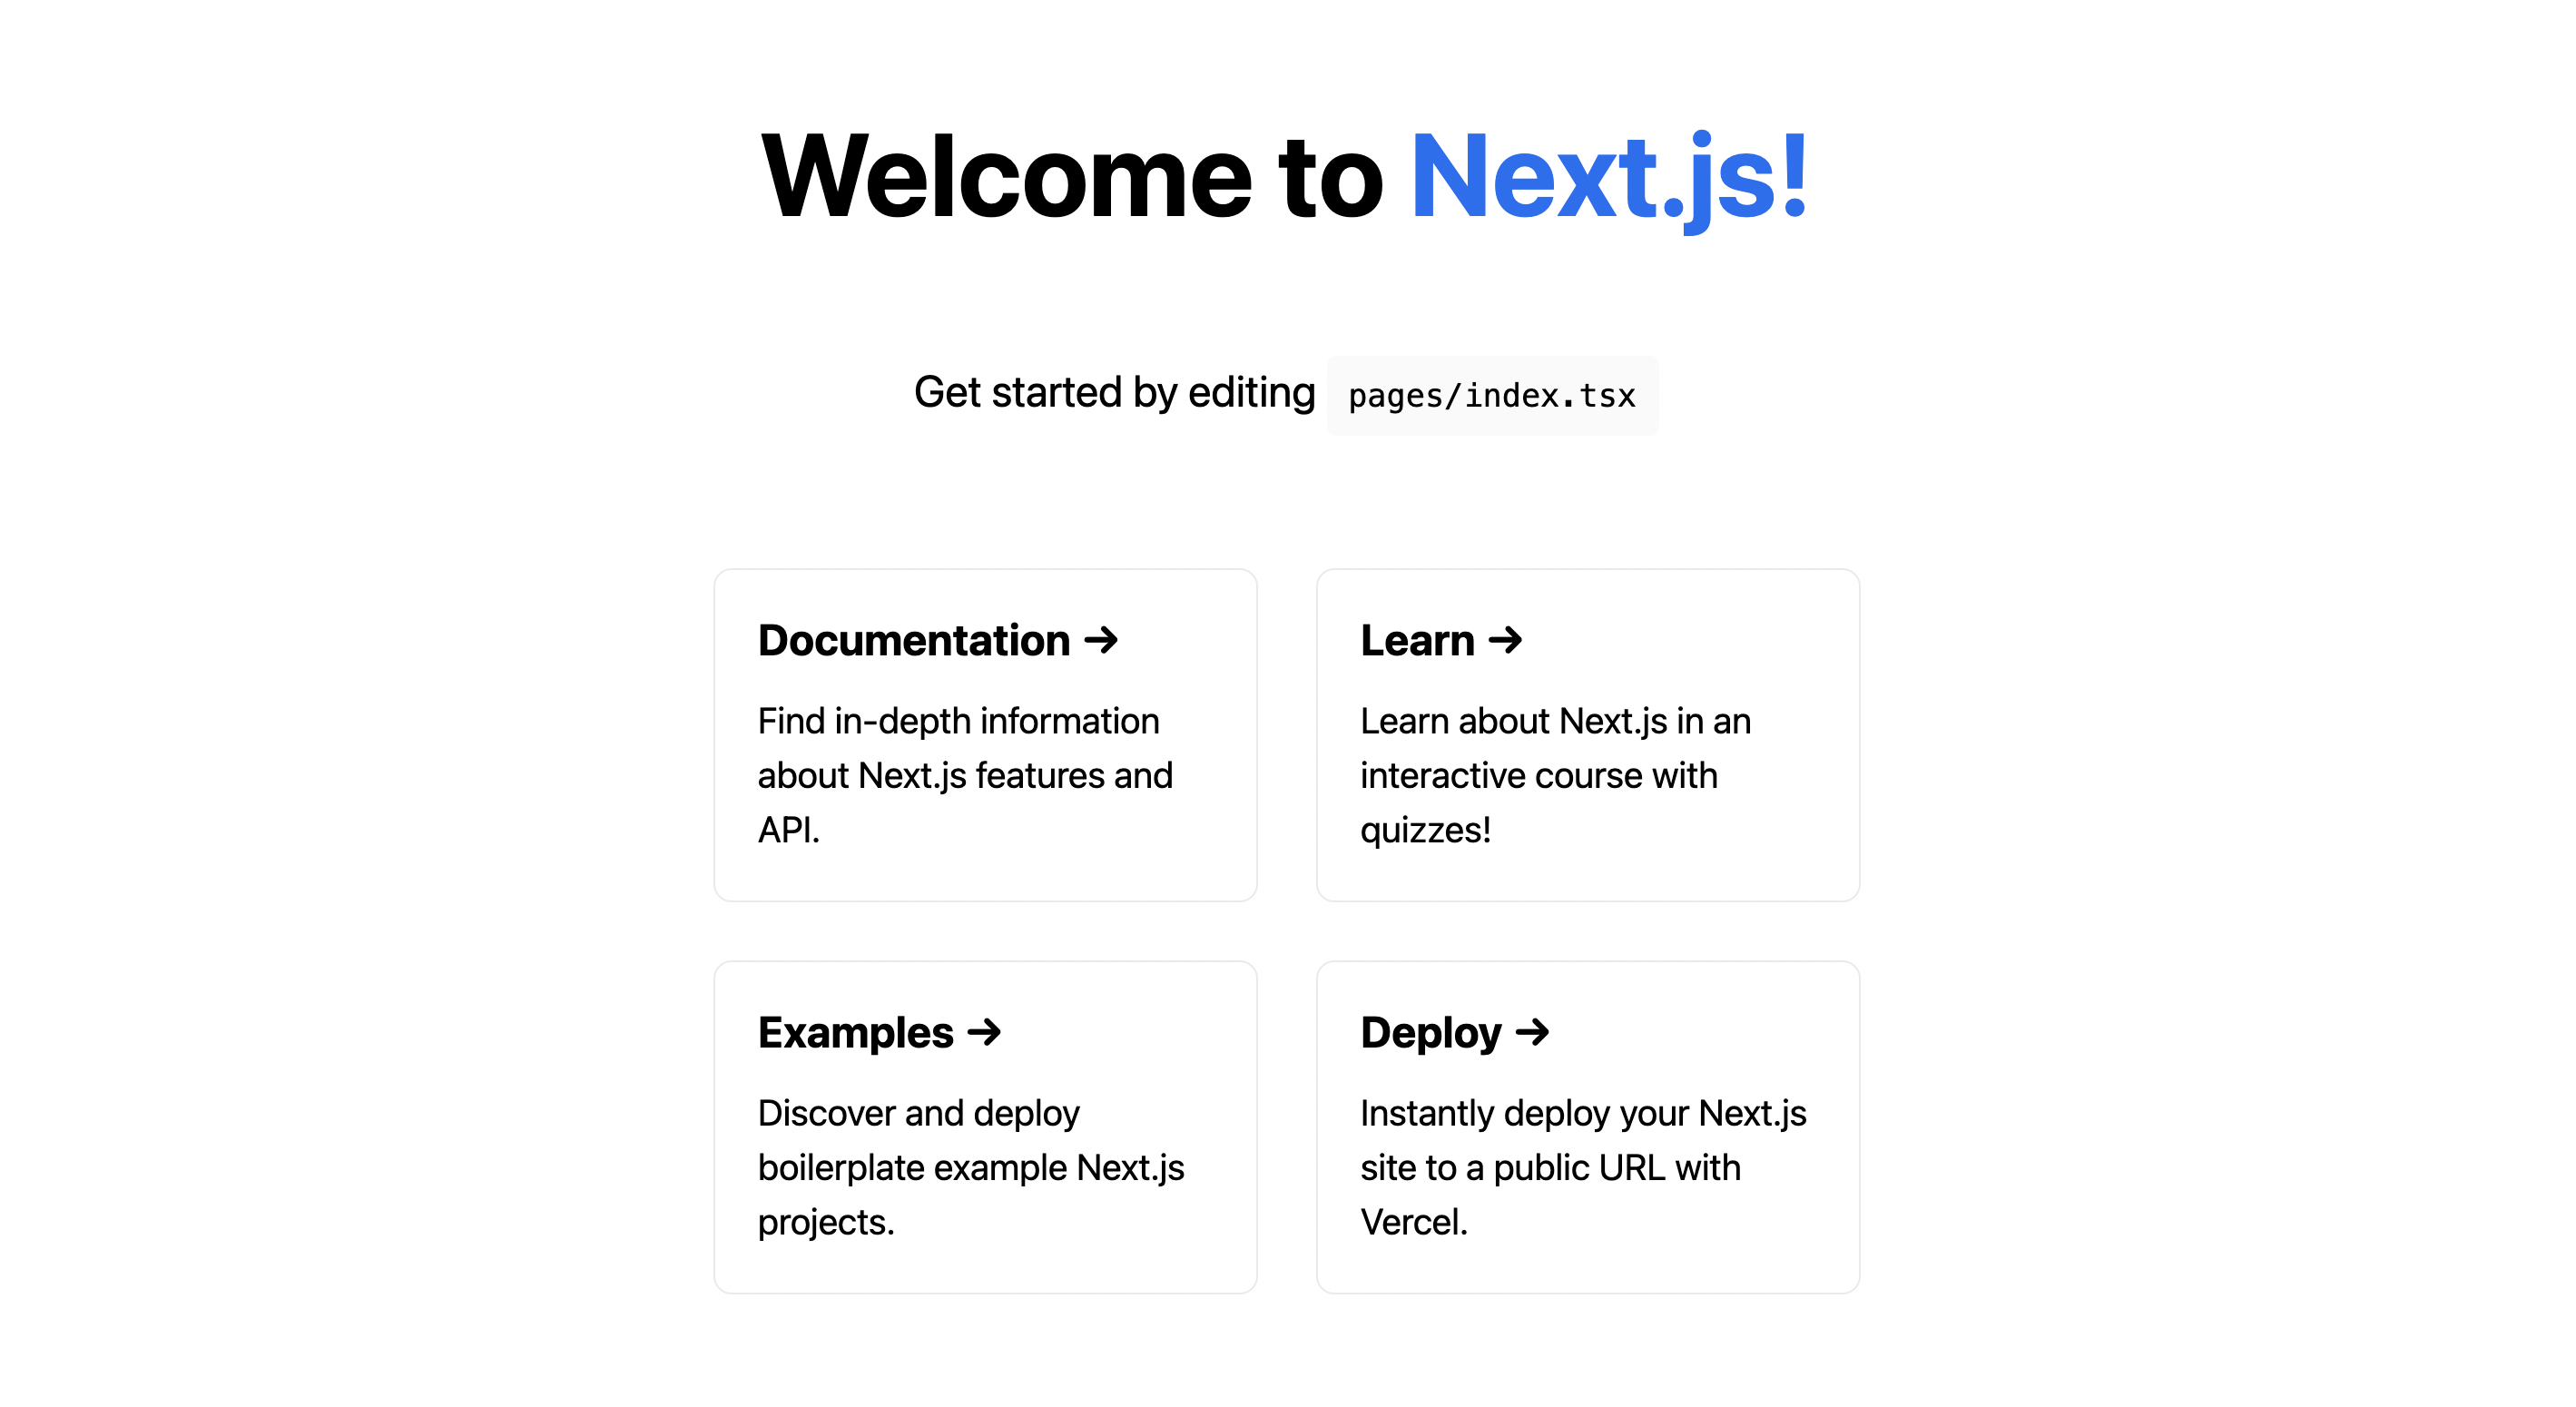 Welcome to Next.js!
Get started by editing pages/index.tsx
Documentation →
Find in-depth information
about Next.js features and
API.
Learn →
Learn about Next.js in an
interactive course with
quizzes!
Examples →
Discover and deploy
boilerplate example Next.js
projects.
Deploy →
Instantly deploy your Next.js
site to a public URL with
Vercel.